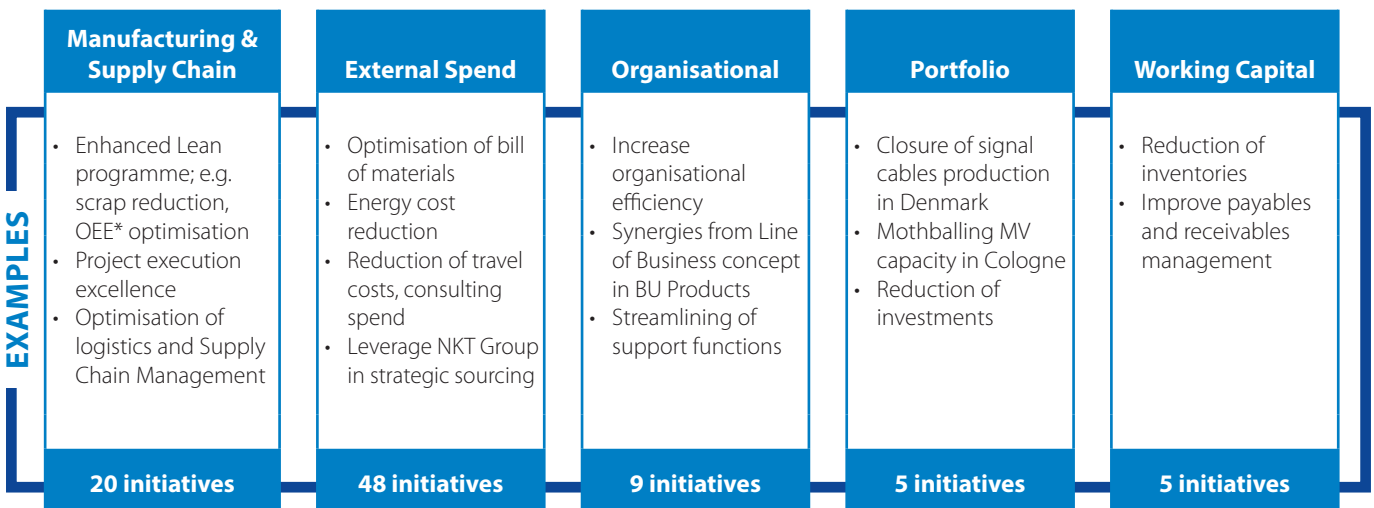 EXAMPLES
Manufacturing &
Supply Chain
• Enhanced Lean
programme; e.g.
scrap reduction,
OEE* optimisation
• Project execution
excellence
• Optimisation of
logistics and Supply
Chain Management
20 initiatives
External Spend
• Optimisation of bill
of materials
• Energy cost
reduction
• Reduction of travel
costs, consulting
spend
• Leverage NKT Group
in strategic sourcing
48 initiatives
Organisational
• Increase
organisational
efficiency
• Synergies from Line
of Business concept
in BU Products
• Streamlining of
support functions
9 initiatives
Portfolio
• Closure of signal
cables production
in Denmark
• Mothballing MV
capacity in Cologne
• Reduction of
investments
5 initiatives
Working Capital
• Reduction of
inventories
• Improve payables
and receivables
management
5 initiatives